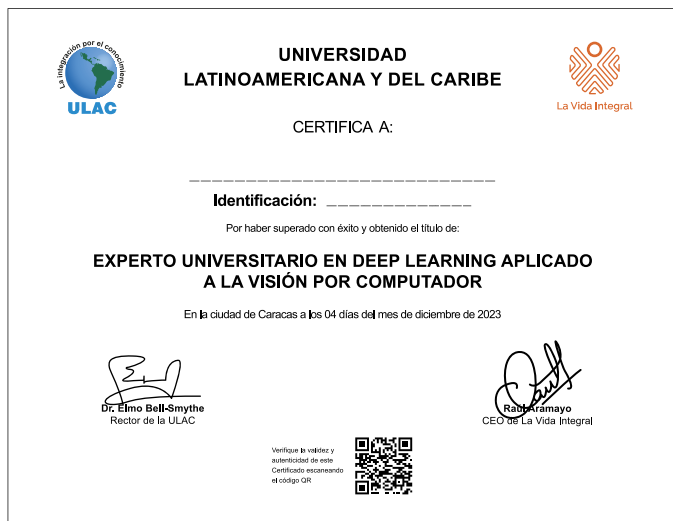 La integración por el conocimiento
ULAC
UNIVERSIDAD
LATINOAMERICANA Y DEL CARIBE
La Vida Integral
CERTIFICA A:
Identificación:
Por haber superado con éxito y obtenido el título de:
EXPERTO UNIVERSITARIO EN DEEP LEARNING APLICADO
A LA VISIÓN POR COMPUTADOR
En la ciudad de Caracas a los 04 días del mes de diciembre de 2023
Dr. Elmo Bell-Smythe
Rector de la ULAC
Raúl Aramayo
CEO de La Vida Integral
Verifique la validez y
autenticidad de este
Certificado escaneando
el código QR